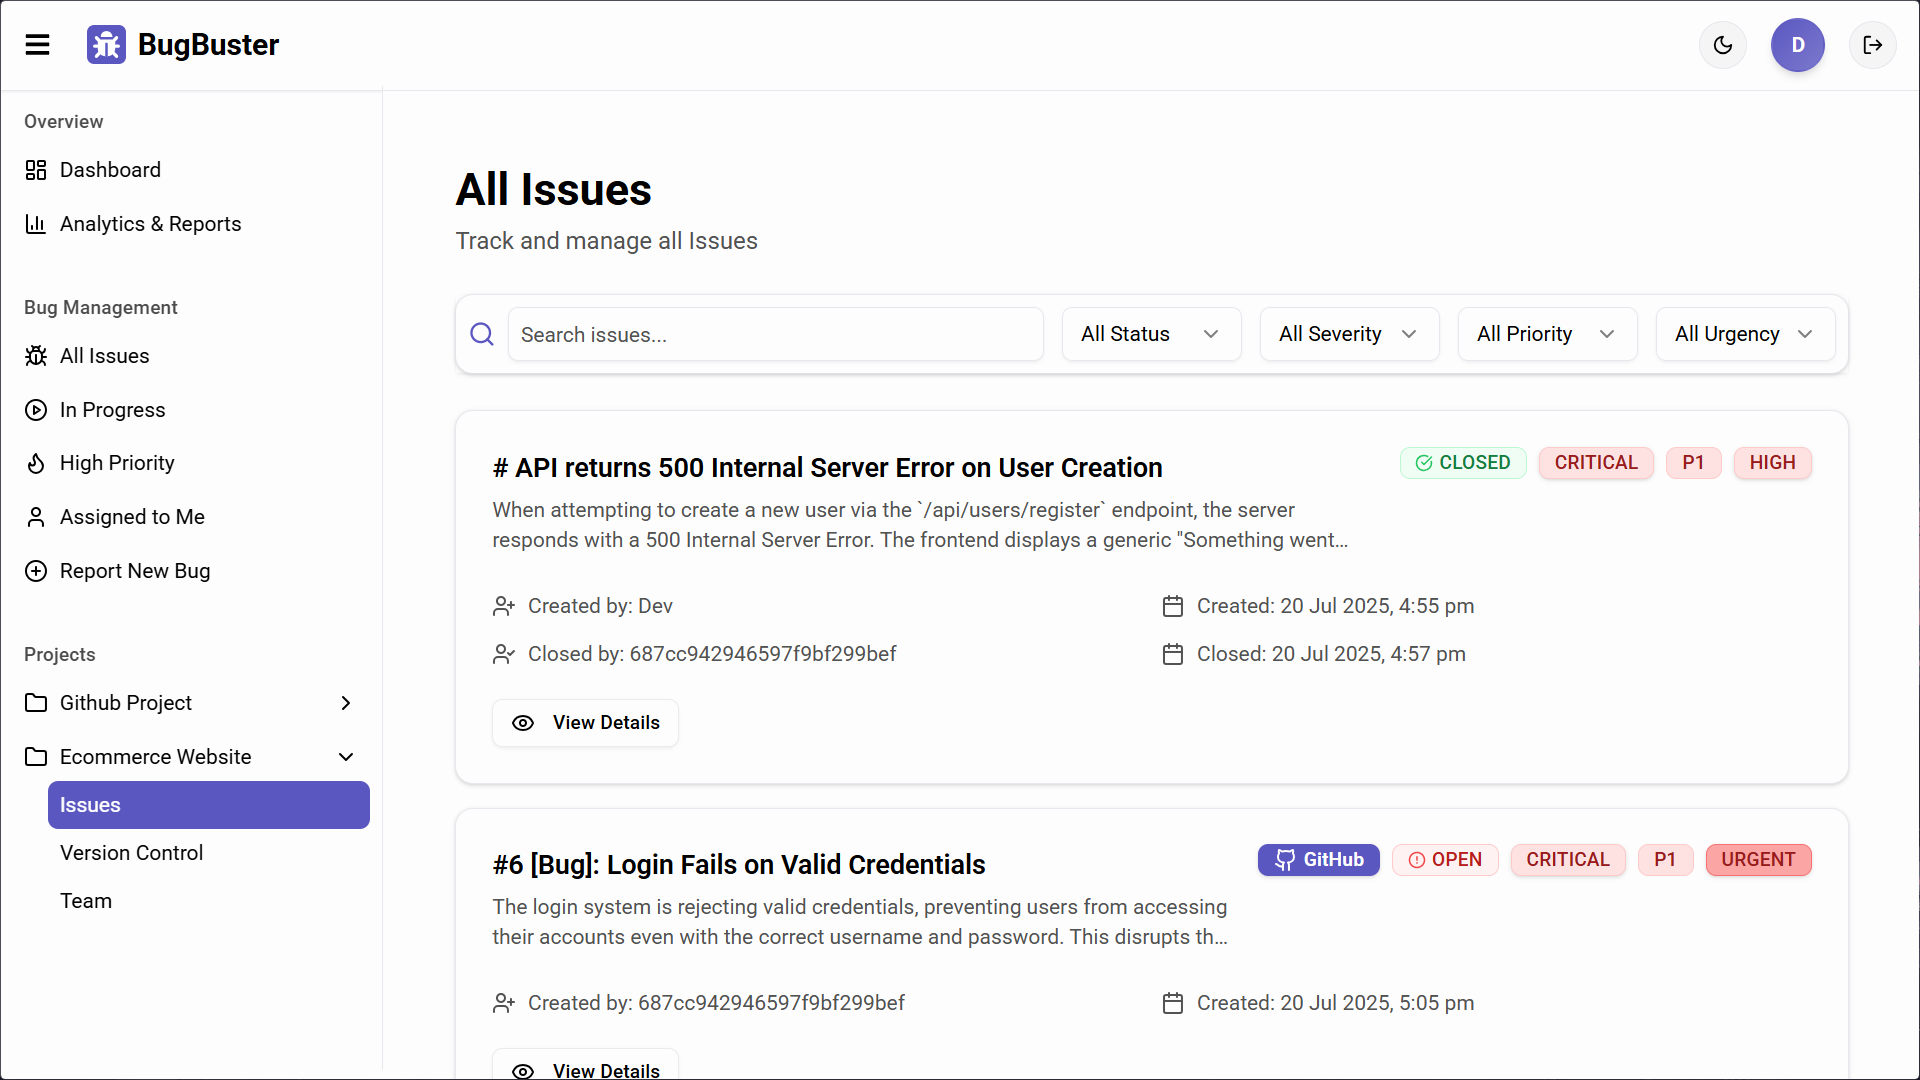 BugBuster
D
Overview
Dashboard
Analytics & Reports
Bug Management
All Issues
In Progress
High Priority
Assigned to Me
Report New Bug
Projects
Github Project
Ecommerce Website
Issues
Version Control
Team
All Issues
Track and manage all Issues
Search issues...
All Status
All Severity
All Priority
All Urgency
# API returns 500 Internal Server Error on User Creation
CLOSED
CRITICAL
P1
HIGH
When attempting to create a new user via the `/api/users/register` endpoint, the server
responds with a 500 Internal Server Error. The frontend displays a generic "Something went...
Created by: Dev
Created: 20 Jul 2025, 4:55 pm
Closed by: 687cc942946597f9bf299bef
Closed: 20 Jul 2025, 4:57 pm
View Details
#6 [Bug]: Login Fails on Valid Credentials
GitHub
OPEN
CRITICAL
P1
URGENT
The login system is rejecting valid credentials, preventing users from accessing
their accounts even with the correct username and password. This disrupts th...
Created by: 687cc942946597f9bf299bef
Created: 20 Jul 2025, 5:05 pm
View Details